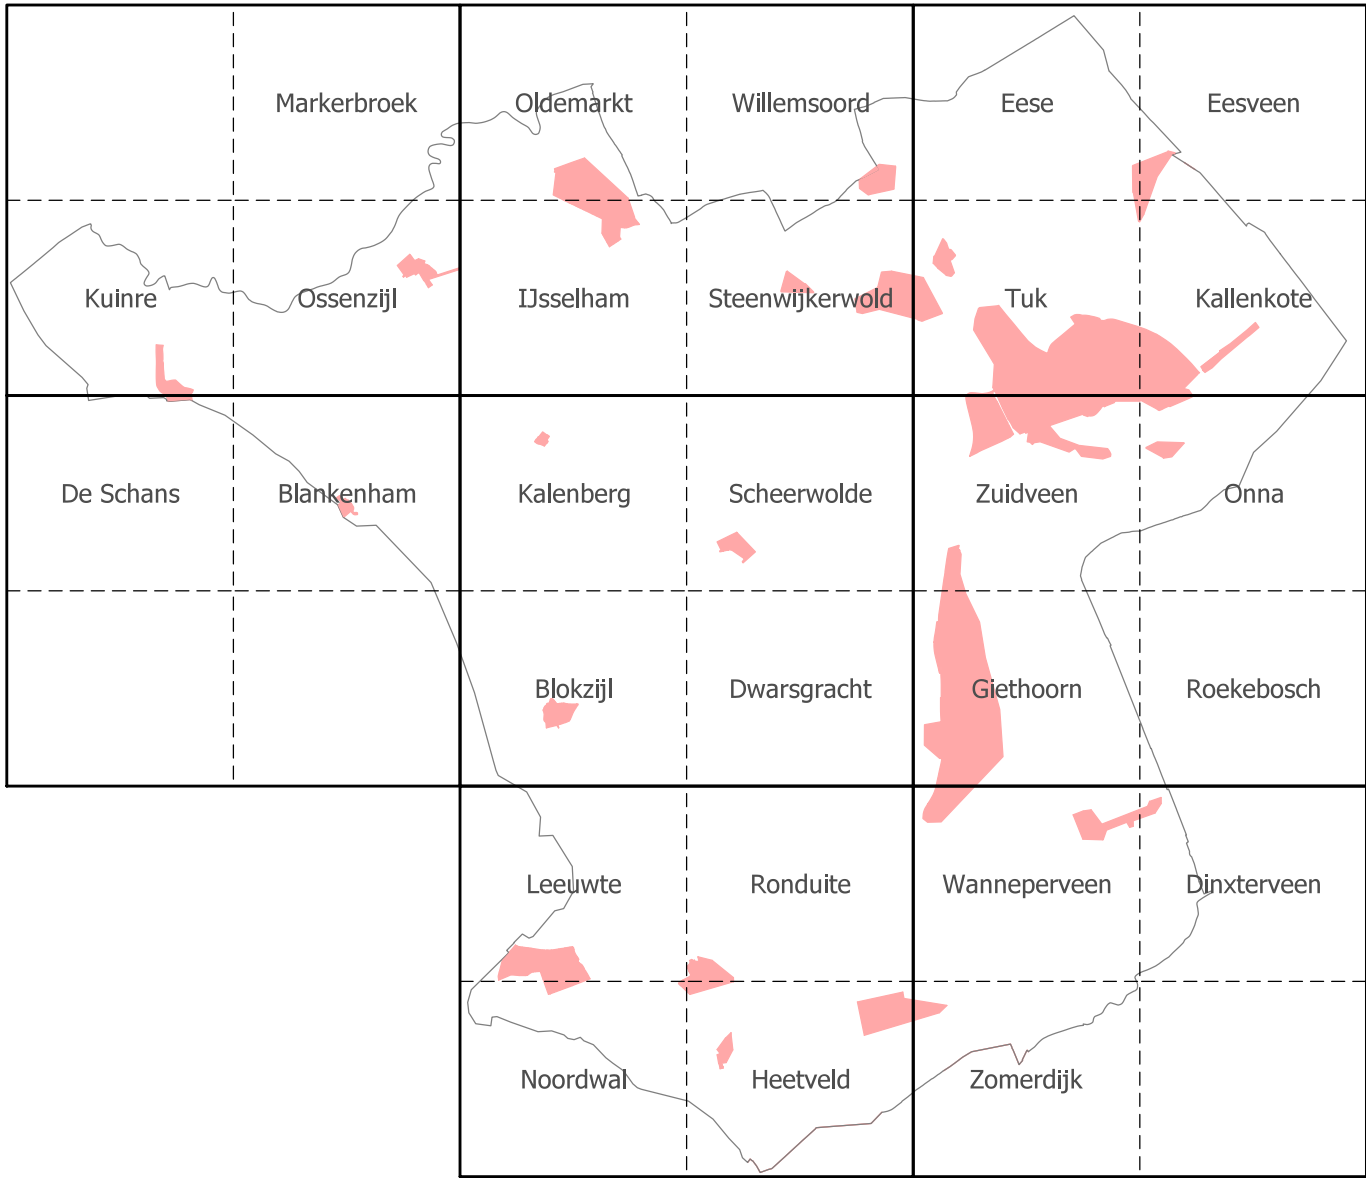 Markerbroek
Oldemarkt
Willemsoord
Eese
Eesveen
Kuinre
Ossenzijl
IJsselham
Steenwijkerwold
Tuk
Kallenkote
De Schans
Blankenham
Kalenberg
Scheerwolde
Zuidveen
Onna
Blokzijl
Dwarsgracht
Giethoorn
Roekebosch
Leeuwte
Ronduite
Wanneperveen
Dinxterveen
Noordwal
Heetveld
Zomerdijk